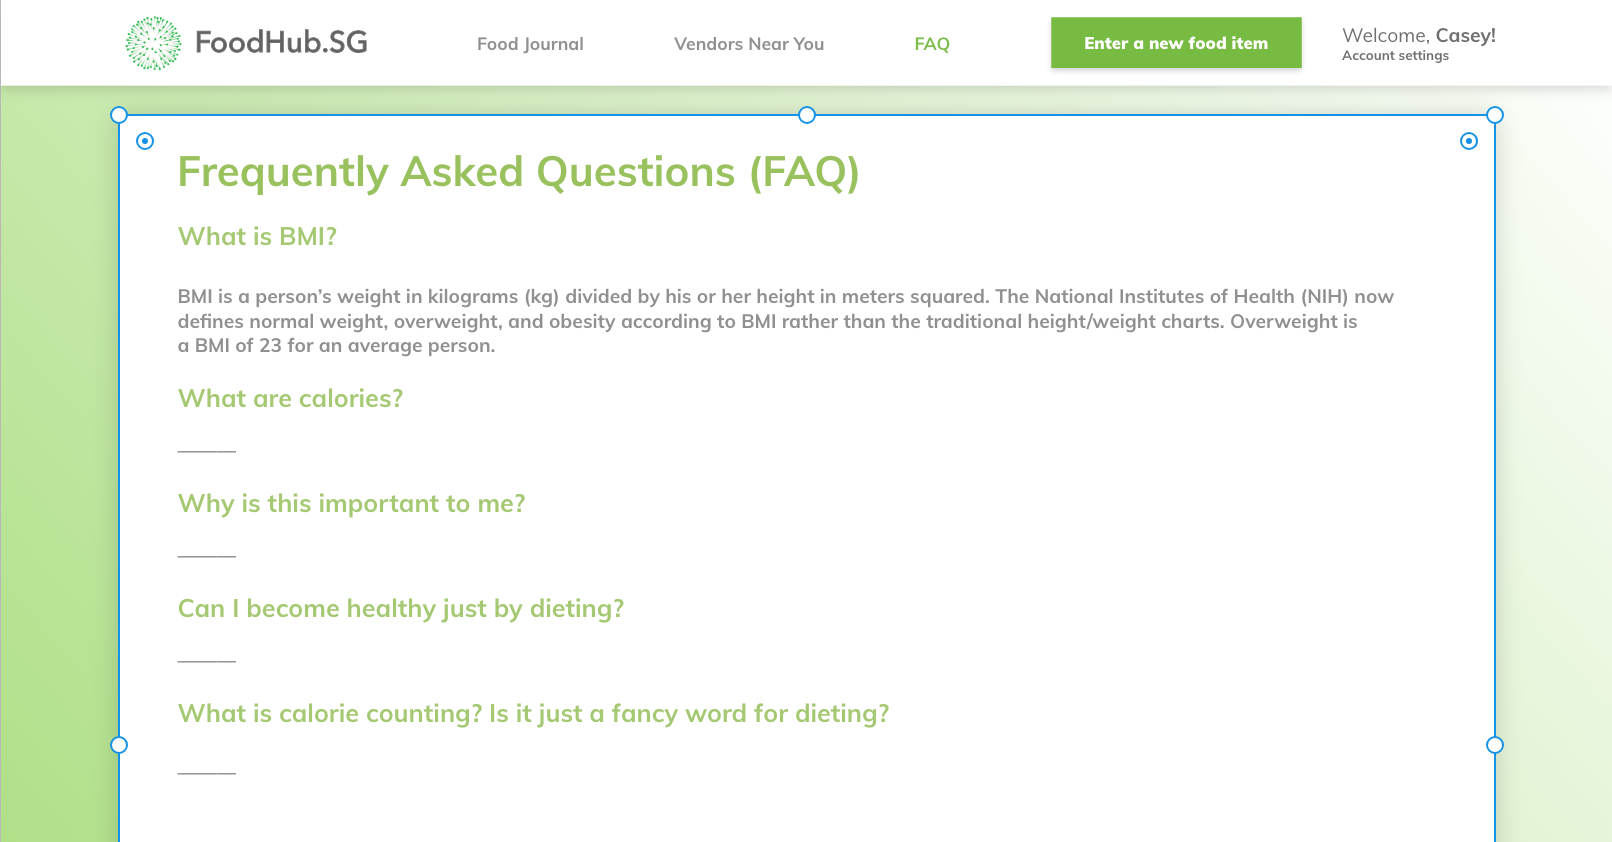 FoodHub.SG
Food Journal
Vendors Near You
FAQ
Enter a new food item
Welcome, Casey!
Account settings
Frequently Asked Questions (FAQ)
What is BMI?
BMI is a person’s weight in kilograms (kg) divided by his or her height in meters squared. The National Institutes of Health (NIH) now
defines normal weight, overweight, and obesity according to BMI rather than the traditional height/weight charts. Overweight is
a BMI of 23 for an average person.
What are calories?
______
Why is this important to me?
______
Can I become healthy just by dieting?
______
What is calorie counting? Is it just a fancy word for dieting?
______